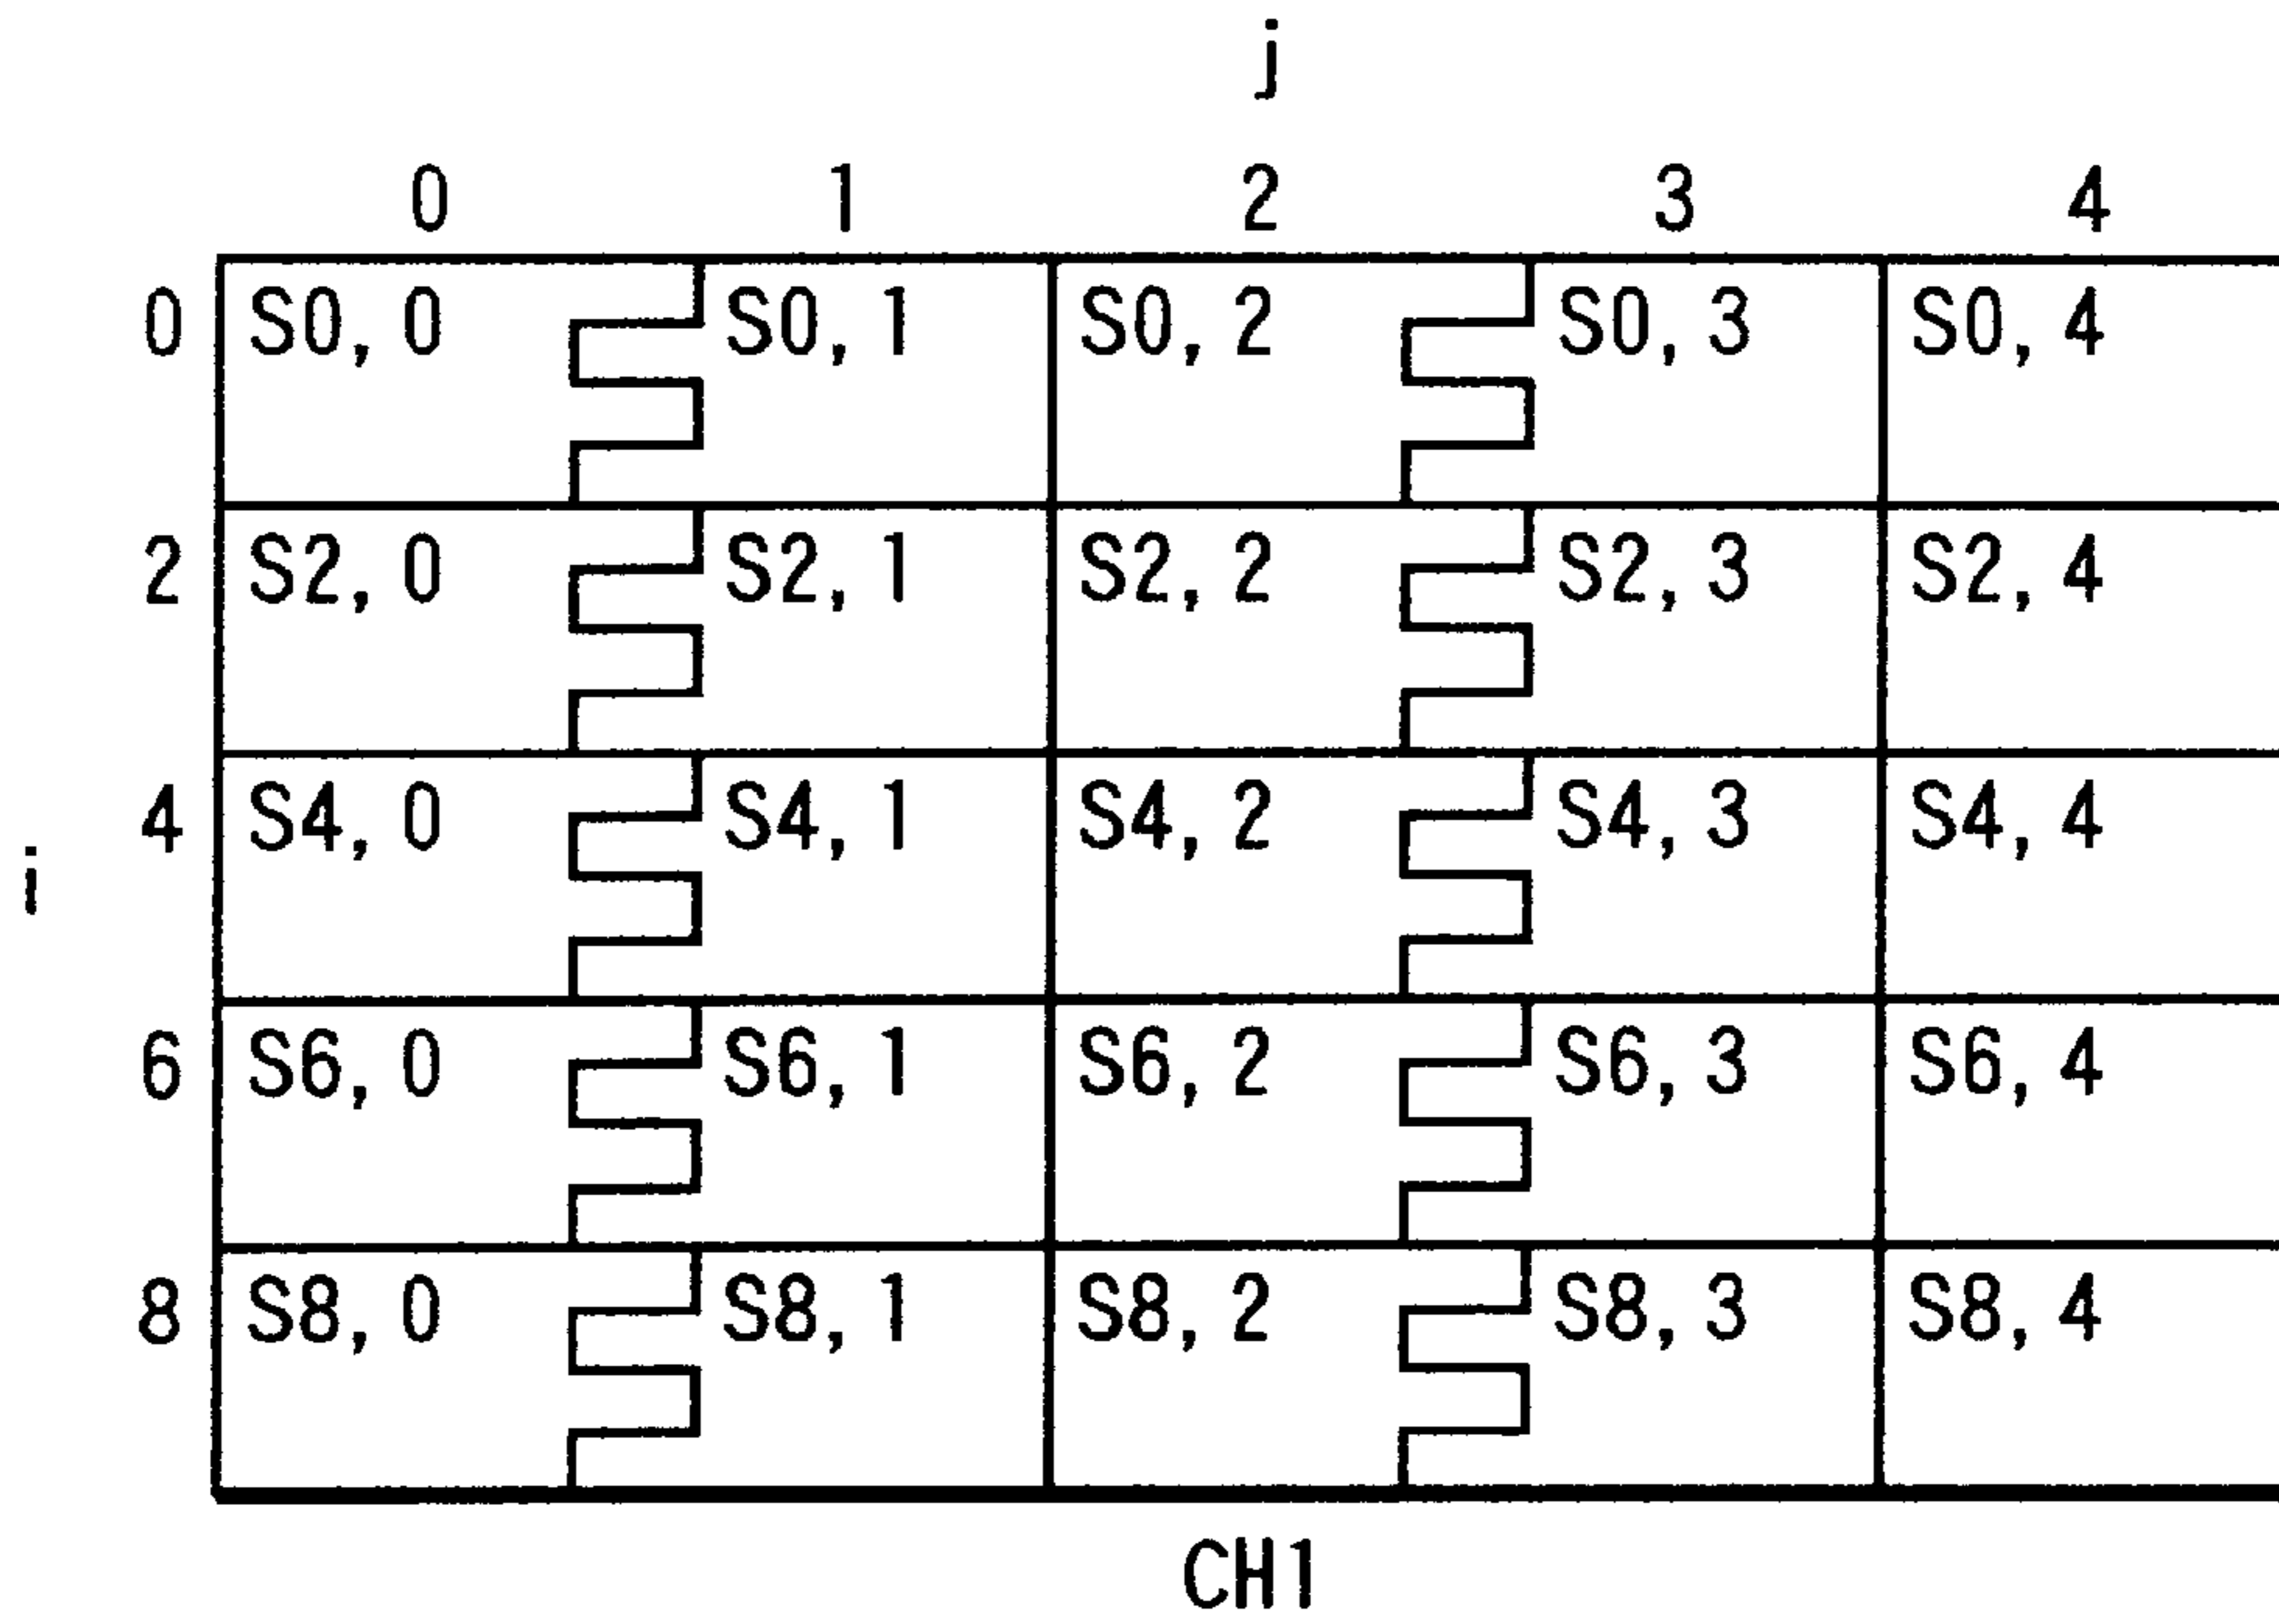 j
0 1 2 3 4
0 S0, 0 S0, 1 S0, 2 S0, 3 S0, 4
2 S2, 0 S2, 1 S2, 2 S2, 3 S2, 4
4 S4, 0 S4, 1 S4, 2 S4, 3 S4, 4
i
6 S6, 0 S6, 1 S6, 2 S6, 3 S6, 4
8 S8, 0 S8, 1 S8, 2 S8, 3 S8, 4
CH1